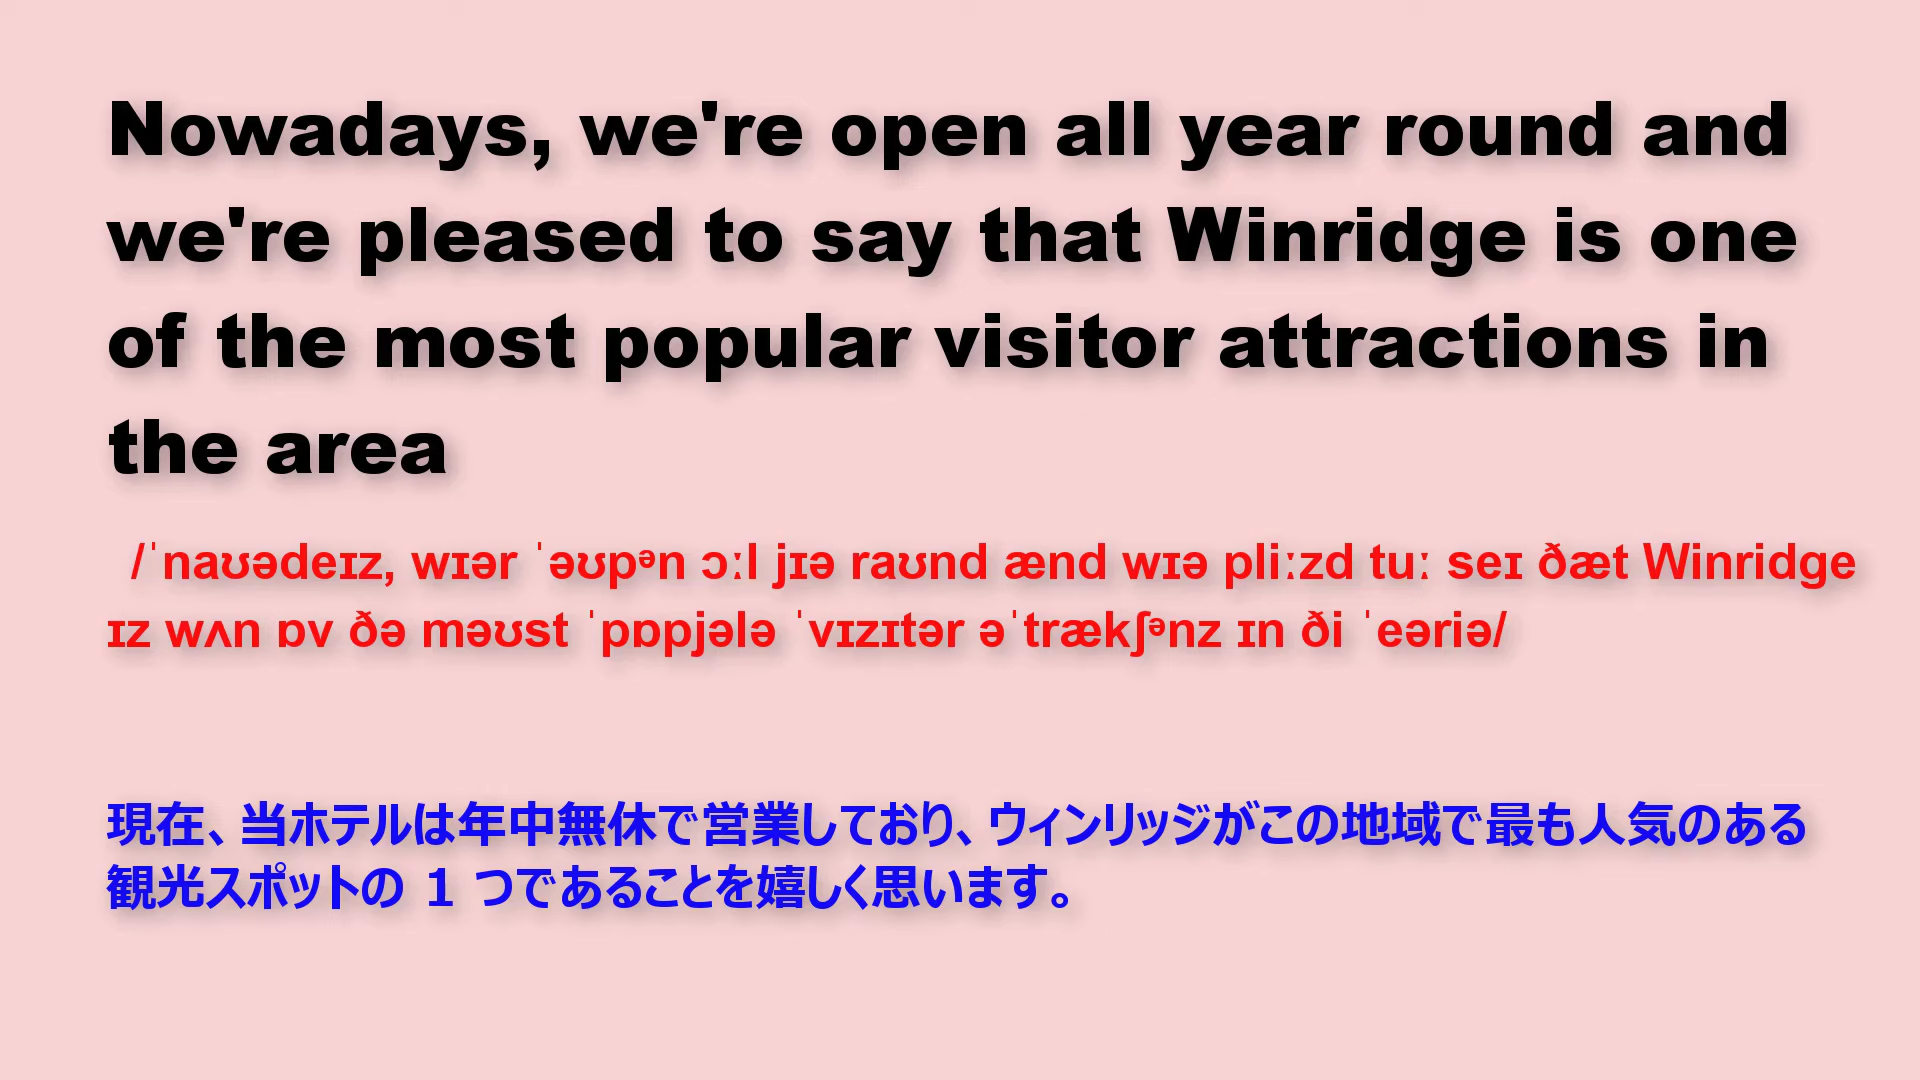 Nowadays, we're open all year round and
we're pleased to say that Winridge is one
of the most popular visitor attractions in
the area
/ˈnaʊədeɪz, wɪər ˈəʊpᵊn ɔːl jɪə raʊnd ænd wɪə pliːzd tuː seɪ ðæt Winridge
ɪz wʌn ɒv ðə məʊst ˈpɒpjələ ˈvɪzɪtər əˈtrækʃᵊnz ɪn ði ˈeəriə/
現在、当ホテルは年中無休で営業しており、ウィンリッジがこの地域で最も人気のある
観光スポットの 1 つであることを嬉しく思います。